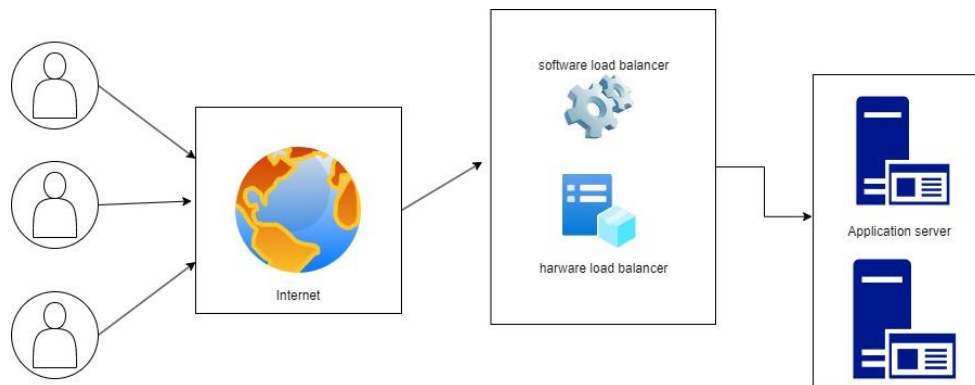 software load balancer
harware load balancer
Internet
Application server